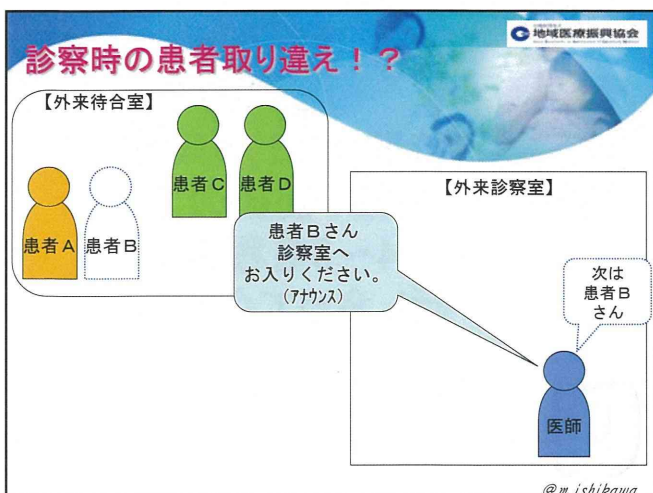 地域医療振興協会
診察時の患者取り違え！？
【外来待合室】
患者C
患者D
患者A
患者B
【外来診察室】
患者Bさん
診察室へ
お入りください。
（アナウンス）
次は
患者B
さん
医師
@m.ishikawa